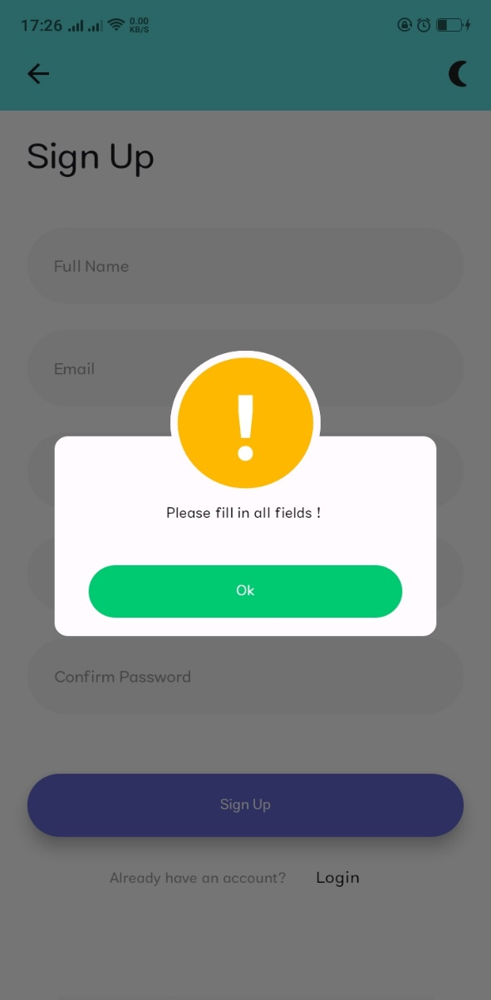 17:26 0.00
KB/S
Sign Up
Full Name
Email
!
Please fill in all fields !
Ok
Confirm Password
Sign Up
Already have an account? Login